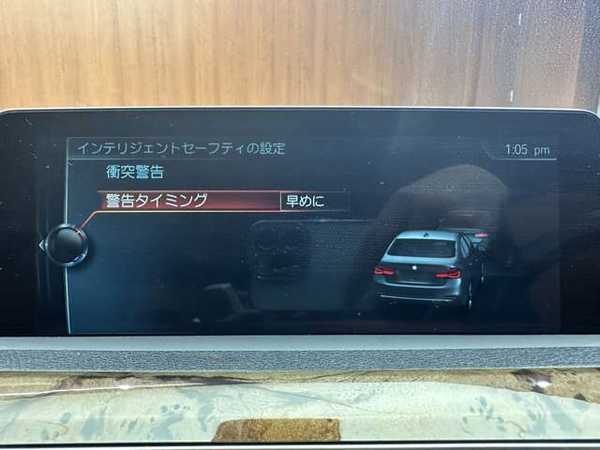 インテリジェントセーフティの設定
1:05 pm
衝突警告
警告タイミング 早めに